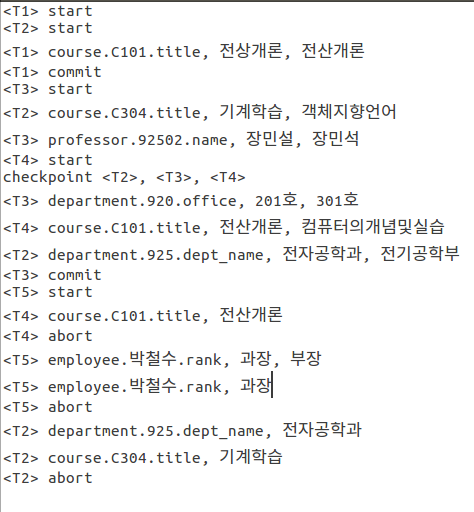 <T1> start
<T2> start
<T1> course.C101.title, 전상개론, 전산개론
<T1> commit
<T3> start
<T2> course.C304.title, 기계학습, 객체지향언어
<T3> professor.92502.name, 장민설, 장민석
<T4> start
checkpoint <T2>, <T3>, <T4>
<T3> department.920.office, 201호, 301호
<T4> course.C101.title, 전산개론, 컴퓨터의개념및실습
<T2> department.925.dept_name, 전자공학과, 전기공학부
<T3> commit
<T5> start
<T4> course.C101.title, 전산개론
<T4> abort
<T5> employee.박철수.rank, 과장, 부장
<T5> employee.박철수.rank, 과장
<T5> abort
<T2> department.925.dept_name, 전자공학과
<T2> course.C304.title, 기계학습
<T2> abort